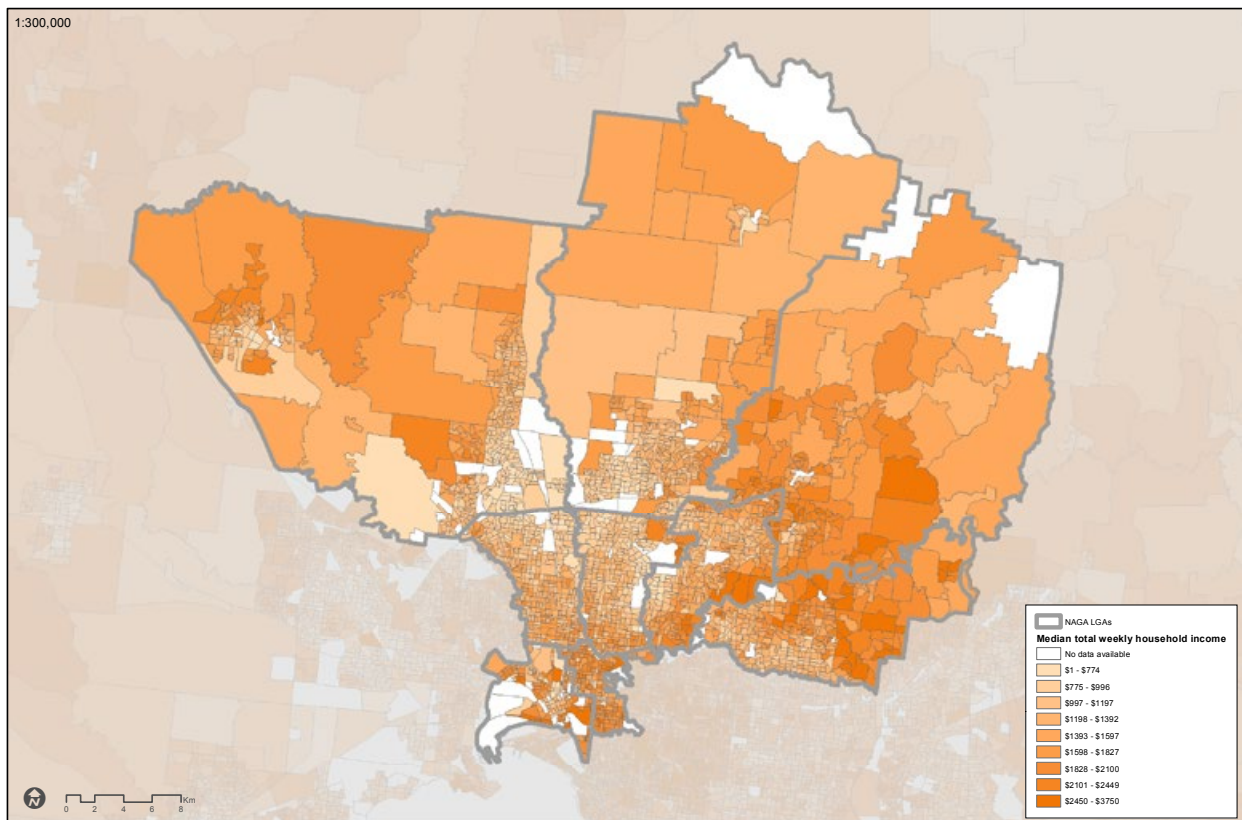 1:300,000
NAGA LGAs
Median total weekly household income
No data available
$1 - $774
$775 - $996
$997 - $1197
$1198 - $1392
$1393 - $1597
$1598 - $1827
$1828 - $2100
$2101 - $2449
$2450 - $3750
N
Km
0 2 4 6 8